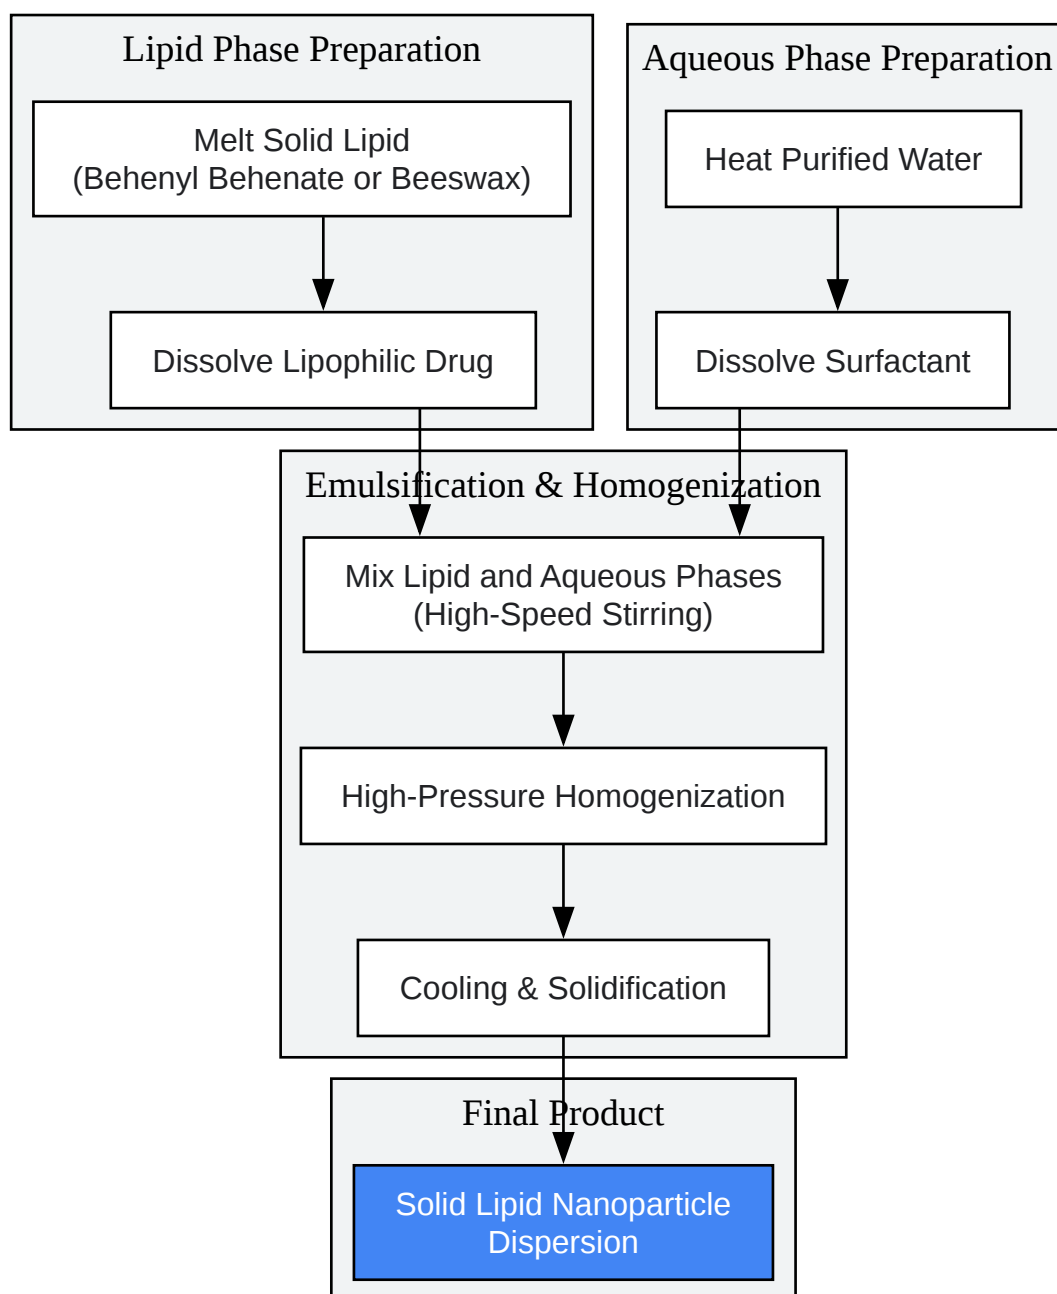 Lipid Phase Preparation
Melt Solid Lipid
(Behenyl Behenate or Beeswax)
Dissolve Lipophilic Drug
Aqueous Phase Preparation
Heat Purified Water
Dissolve Surfactant
Emulsification & Homogenization
Mix Lipid and Aqueous Phases
(High-Speed Stirring)
High-Pressure Homogenization
Cooling & Solidification
Final Product
Solid Lipid Nanoparticle
Dispersion